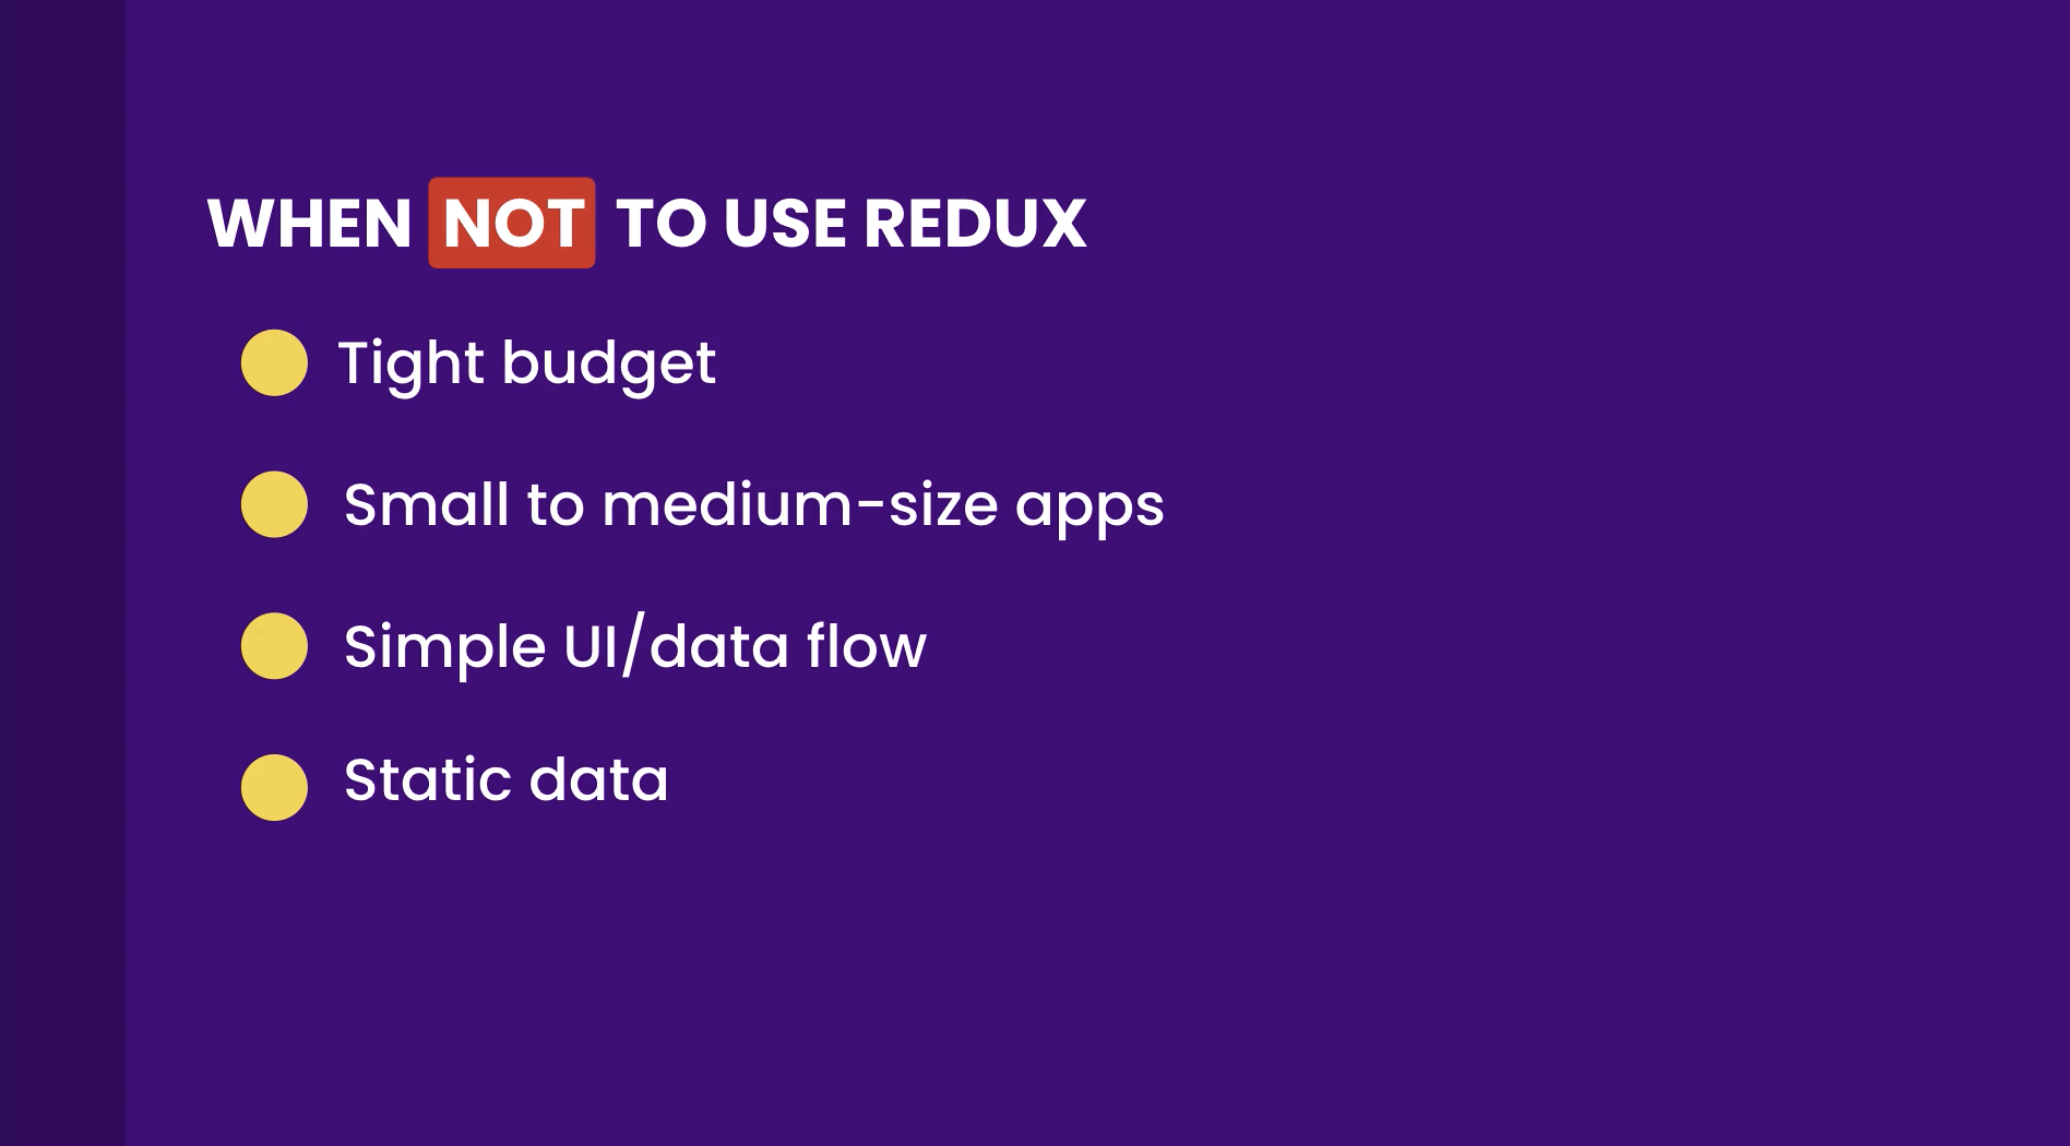 WHEN NOT TO USE REDUX
Tight budget
Small to medium-size apps
Simple UI/data flow
Static data